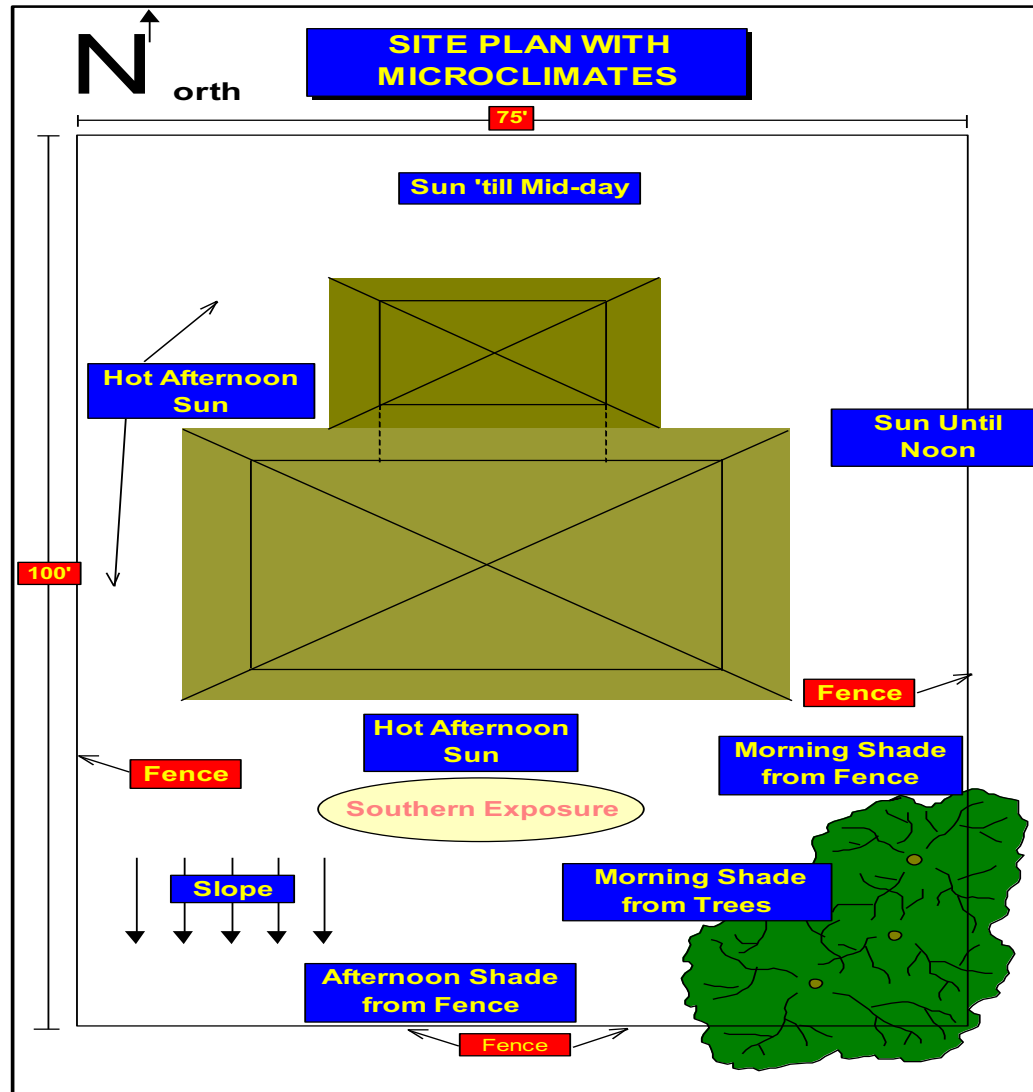 SITE PLAN WITH
MICROCLIMATES
North
75'
Sun 'till Mid-day
Hot Afternoon
Sun
Sun Until
Noon
100'
Fence
Hot Afternoon
Sun
Morning Shade
from Fence
Fence
Southern Exposure
Slope
Morning Shade
from Trees
Afternoon Shade
from Fence
Fence